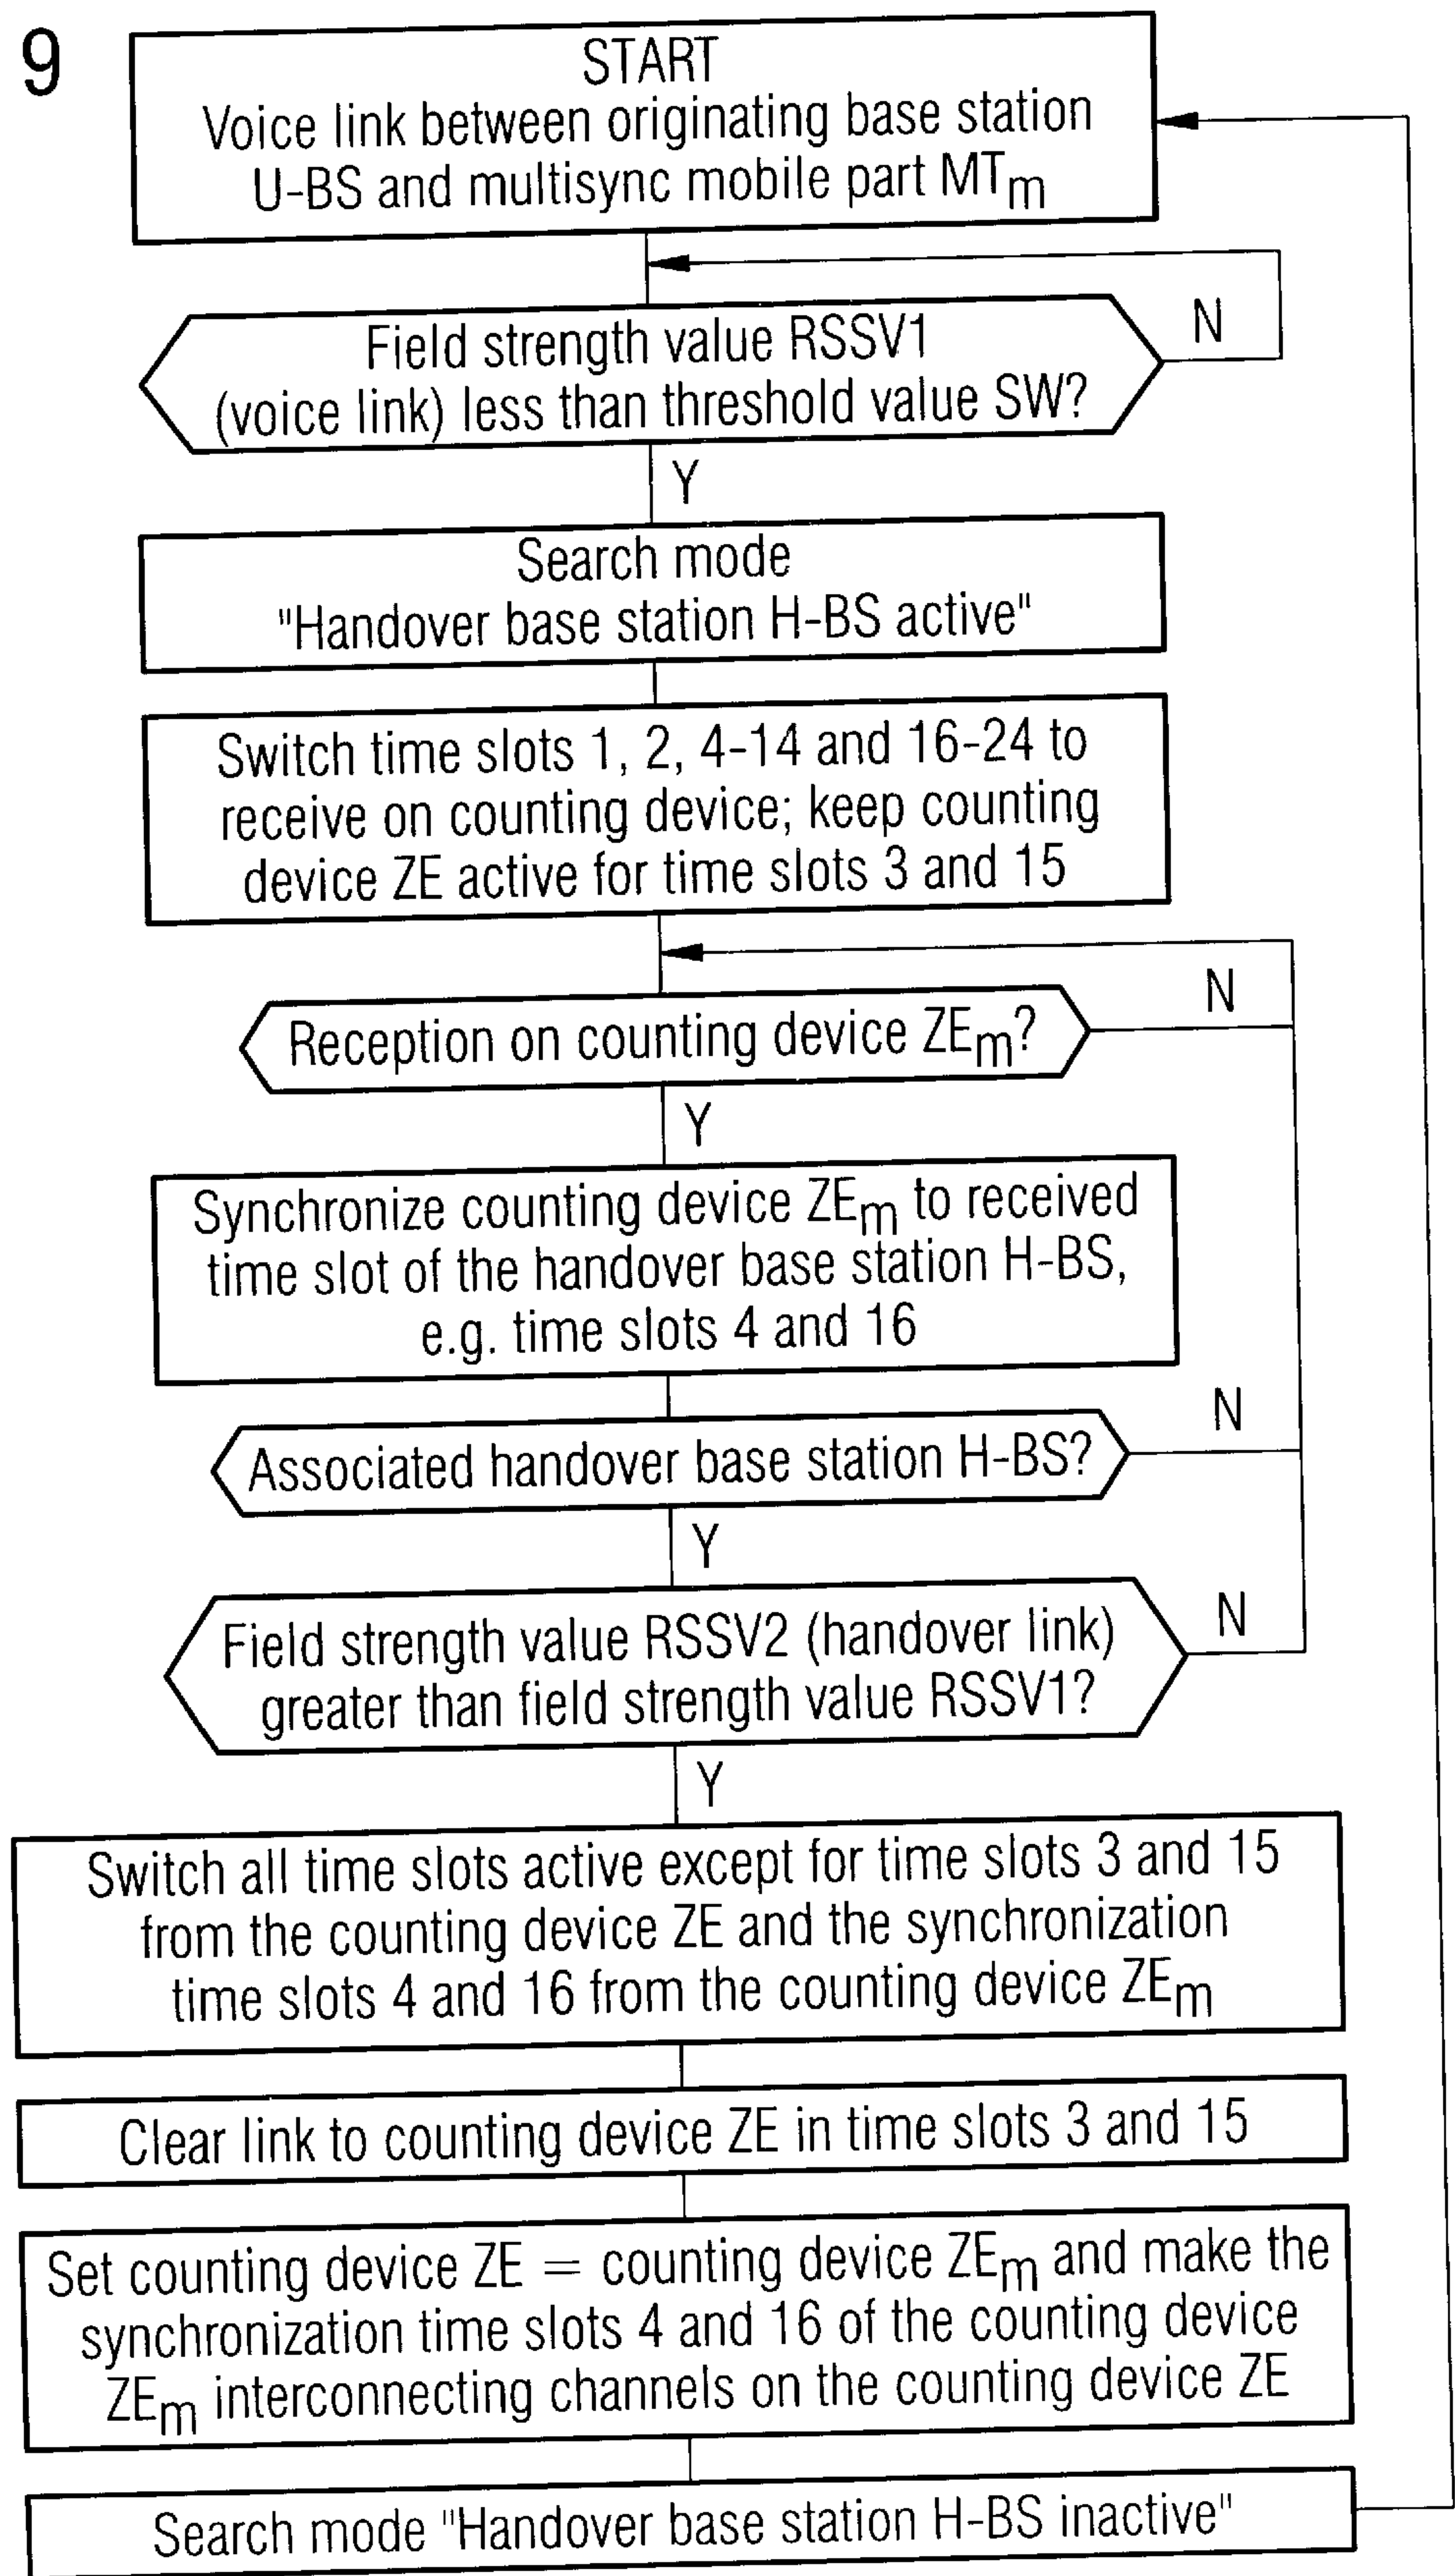 9
START
Voice link between originating base station
U-BS and multisync mobile part MTm
Field strength value RSSV1
(voice link) less than threshold value SW?
N
Y
Search mode
"Handover base station H-BS active"
Switch time slots 1, 2, 4-14 and 16-24 to
receive on counting device; keep counting
device ZE active for time slots 3 and 15
Reception on counting device ZEm?
N
Y
Synchronize counting device ZEm to received
time slot of the handover base station H-BS,
e.g. time slots 4 and 16
Associated handover base station H-BS?
N
Y
Field strength value RSSV2 (handover link)
greater than field strength value RSSV1?
N
Y
Switch all time slots active except for time slots 3 and 15
from the counting device ZE and the synchronization
time slots 4 and 16 from the counting device ZEm
Clear link to counting device ZE in time slots 3 and 15
Set counting device ZE = counting device ZEm and make the
synchronization time slots 4 and 16 of the counting device
ZEm interconnecting channels on the counting device ZE
Search mode "Handover base station H-BS inactive"